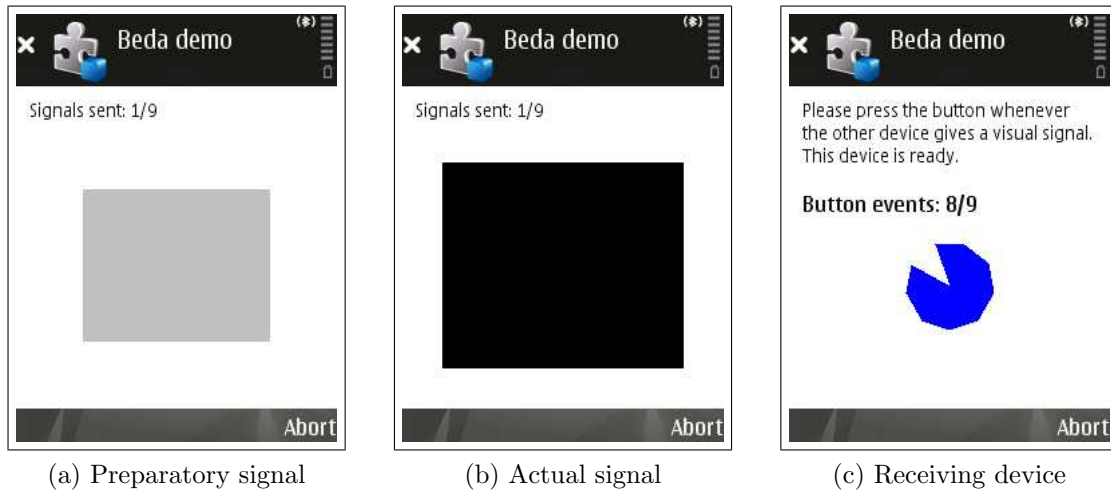 Beda demo
Signals sent: 1/9
Abort
(a) Preparatory signal
Beda demo
Signals sent: 1/9
Abort
(b) Actual signal
Beda demo
Please press the button whenever
the other device gives a visual signal.
This device is ready.
Button events: 8/9
Abort
(c) Receiving device